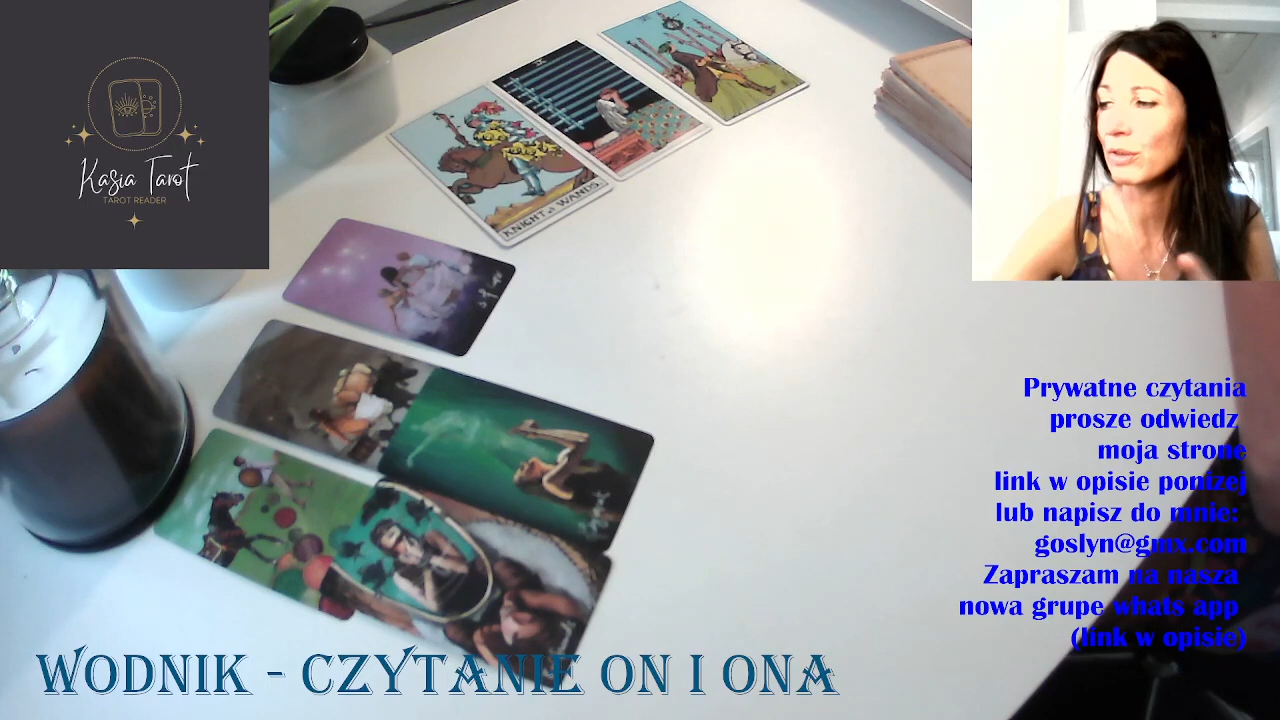 Kasia Tarot
TAROT READER
IX
KNIGHT of WANDS
Prywatne czytania
prosze odwiedz
moja strone
link w opisie ponizej
lub napisz do mnie:
goslyn@gmx.com
Zapraszam na nasza
nowa grupe whats app
(link w opisie)
WODNIK - CZYTANIE ON I ONA